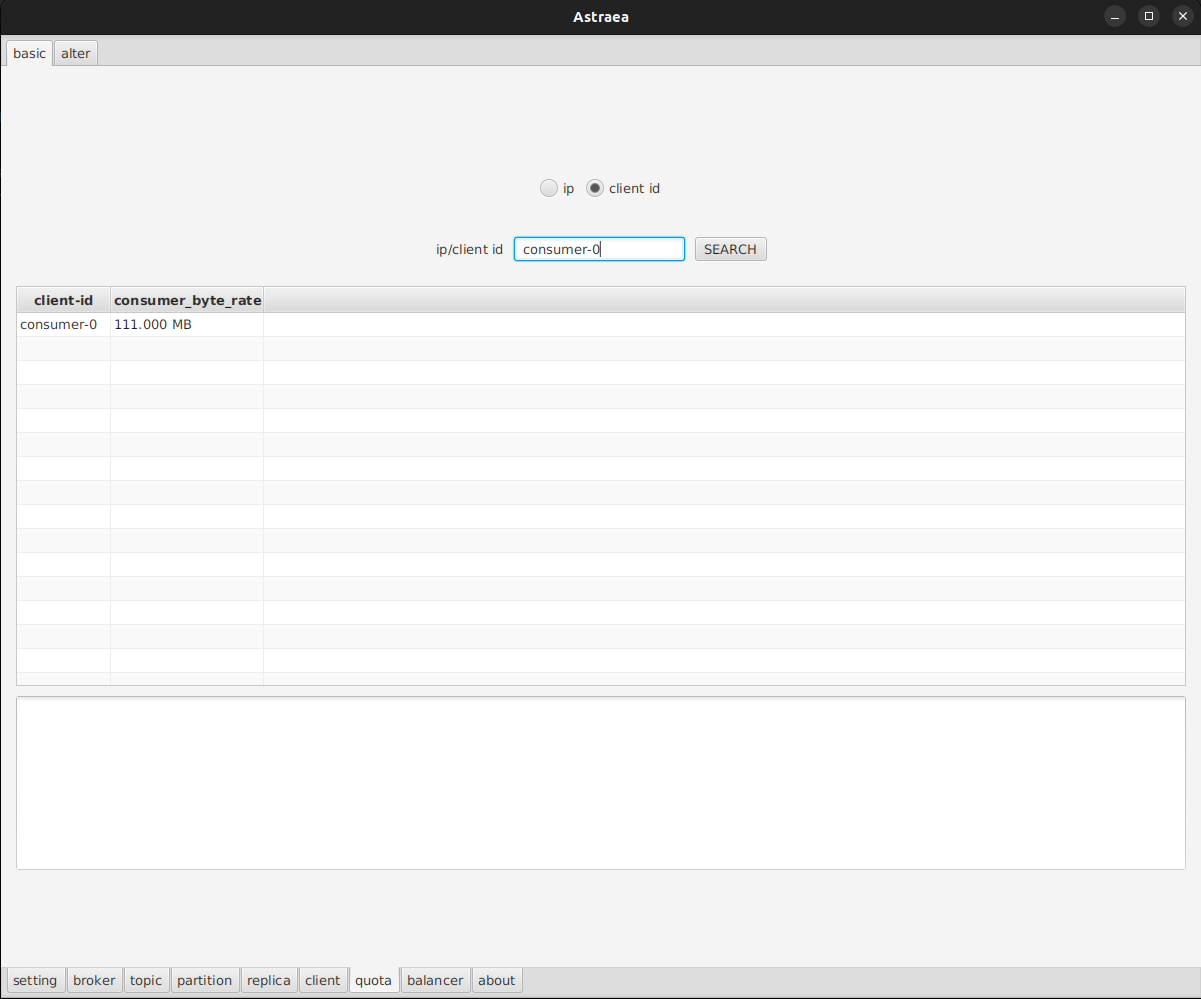 Astraea
basic alter
ip client id
ip/client id consumer-0 SEARCH
client-id consumer_byte_rate
consumer-0 111.000 MB
setting broker topic partition replica client quota balancer about